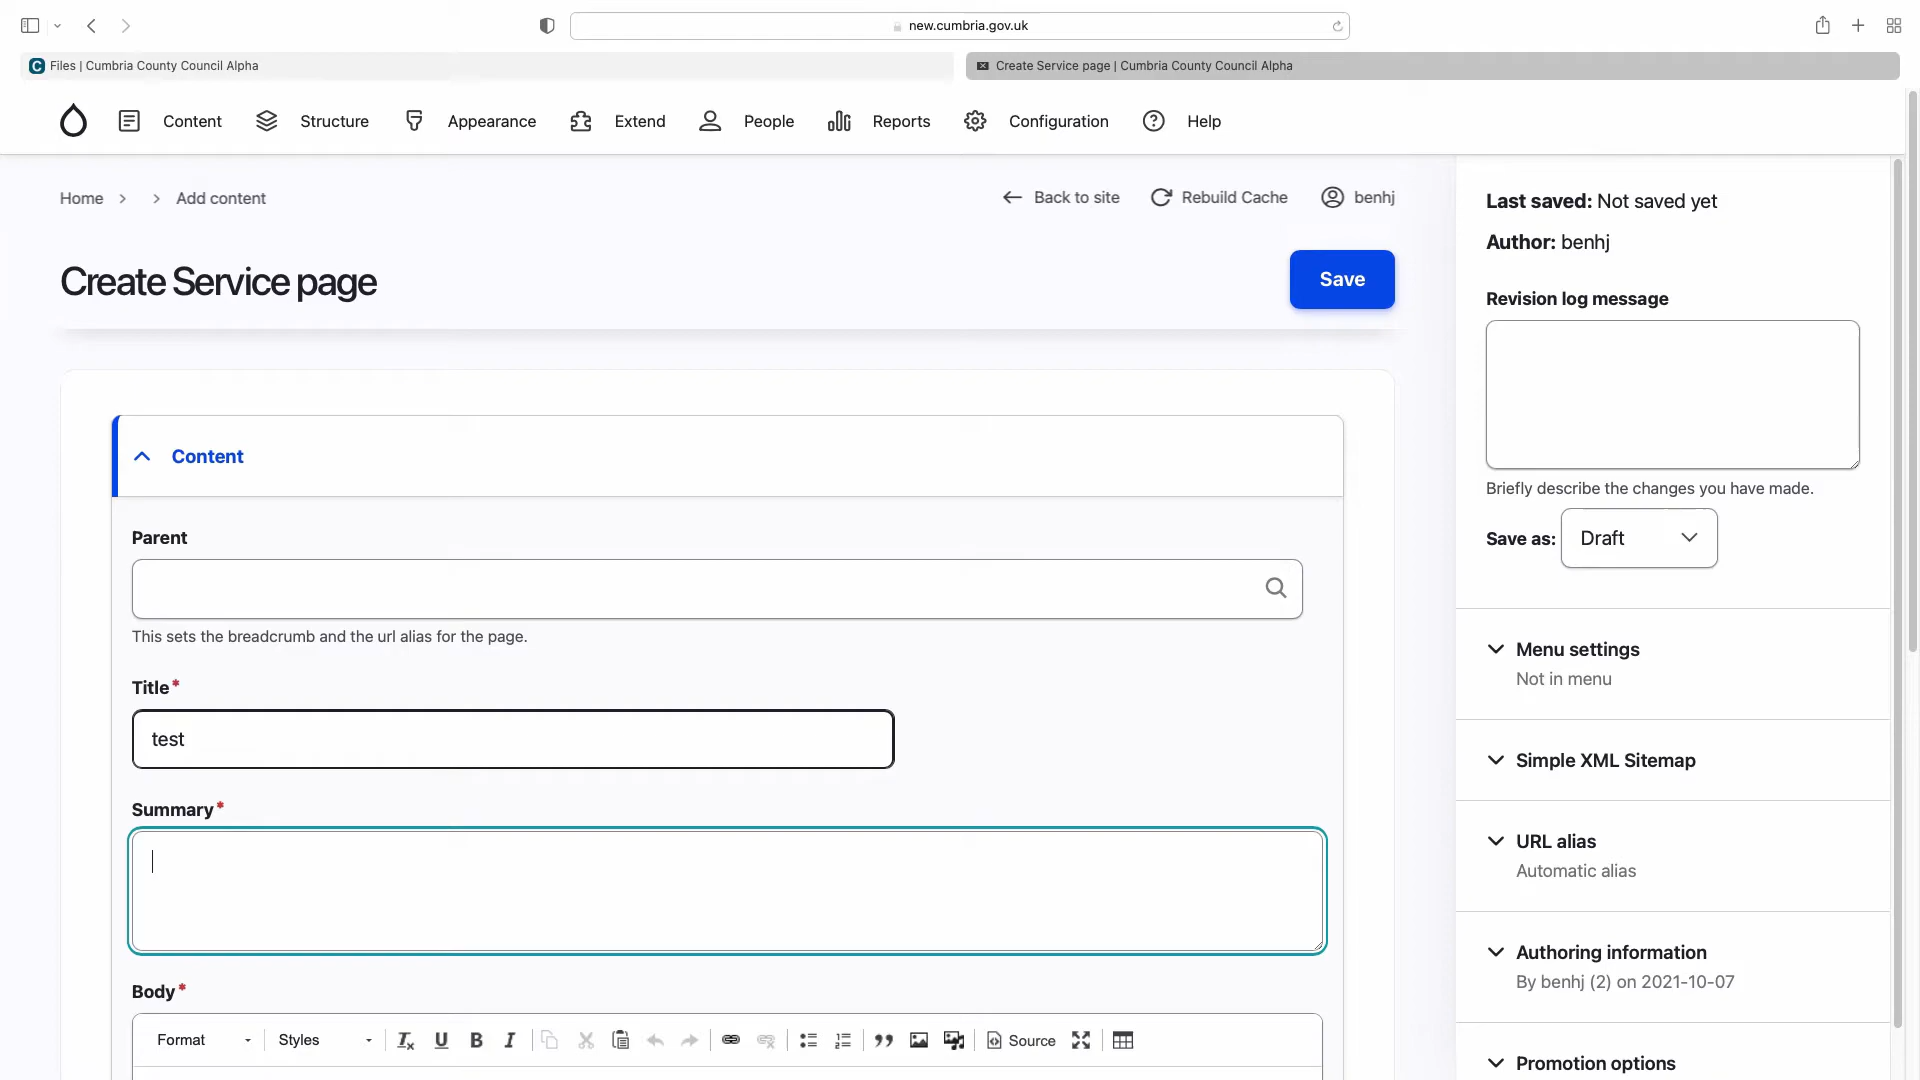 new.cumbria.gov.uk
Files | Cumbria County Council Alpha
Create Service page | Cumbria County Council Alpha
Content
Structure
Appearance
Extend
People
Reports
Configuration
Help
Home
Add content
Back to site
Rebuild Cache
benhj
Create Service page
Save
Content
Parent
This sets the breadcrumb and the url alias for the page.
Title*
test
Summary*
Body*
Format
Styles
Source
Last saved: Not saved yet
Author: benhj
Revision log message
Briefly describe the changes you have made.
Save as: Draft
Menu settings
Not in menu
Simple XML Sitemap
URL alias
Automatic alias
Authoring information
By benhj (2) on 2021-10-07
Promotion options